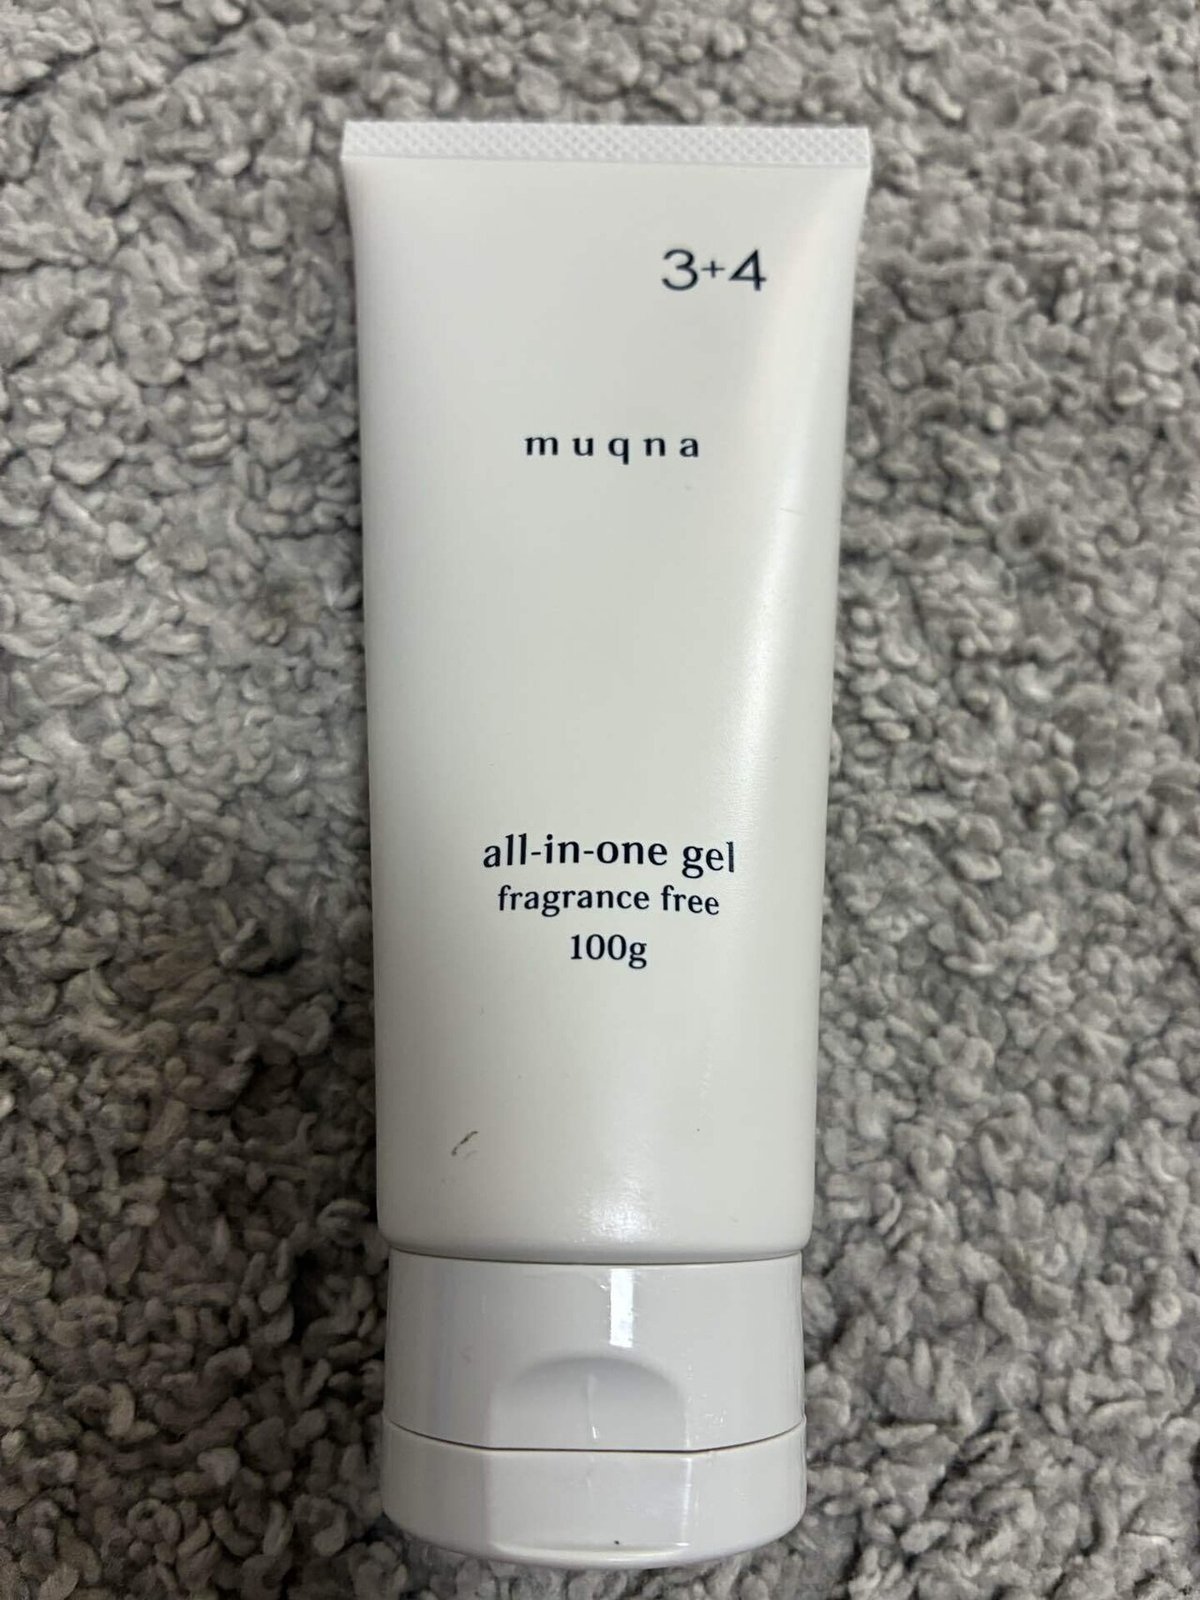 3+4
muqna
all-in-one gel
fragrance free
100g